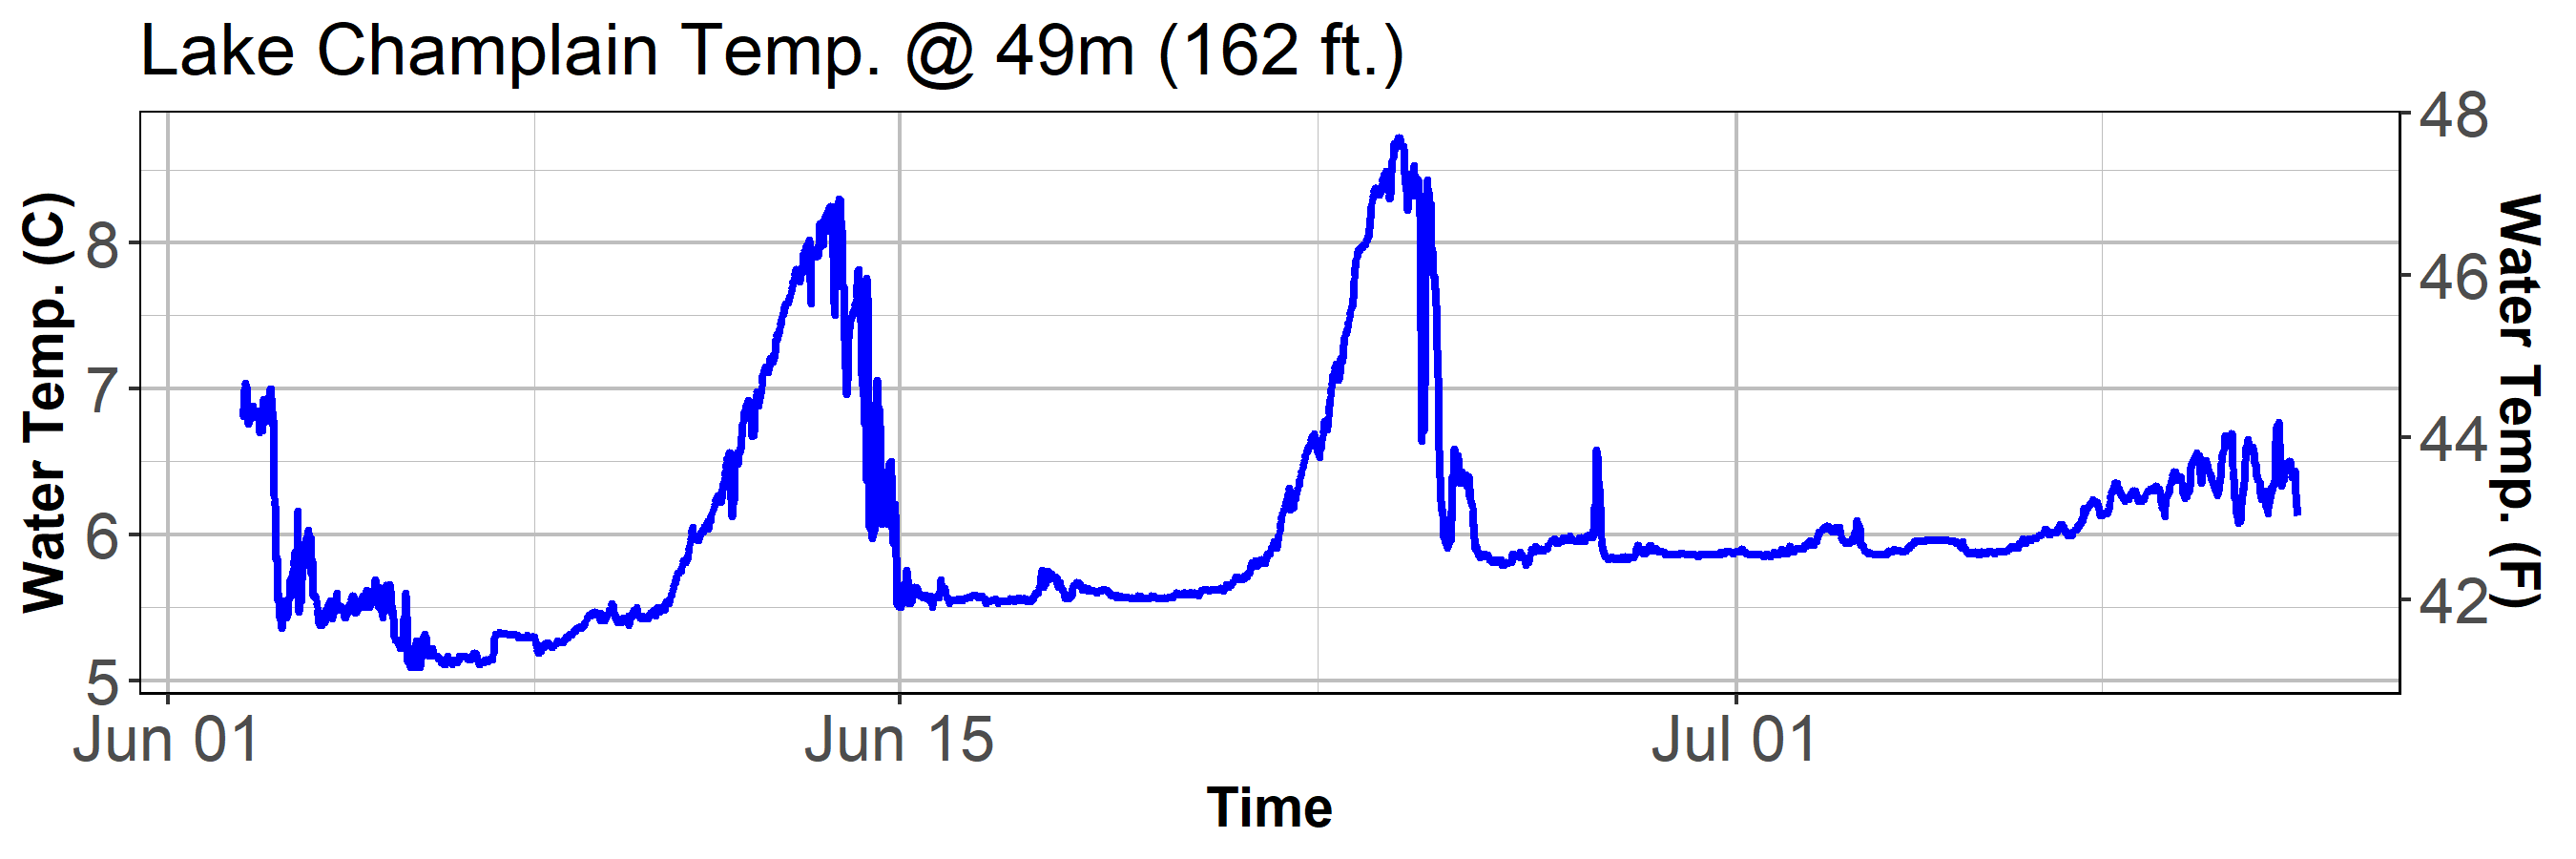 Lake Champlain Temp. @ 49m (162 ft.)
Water Temp. (C)
8
7
6
5
48
46
44
42
Water Temp. (F)
Jun 01
Jun 15
Jul 01
Time